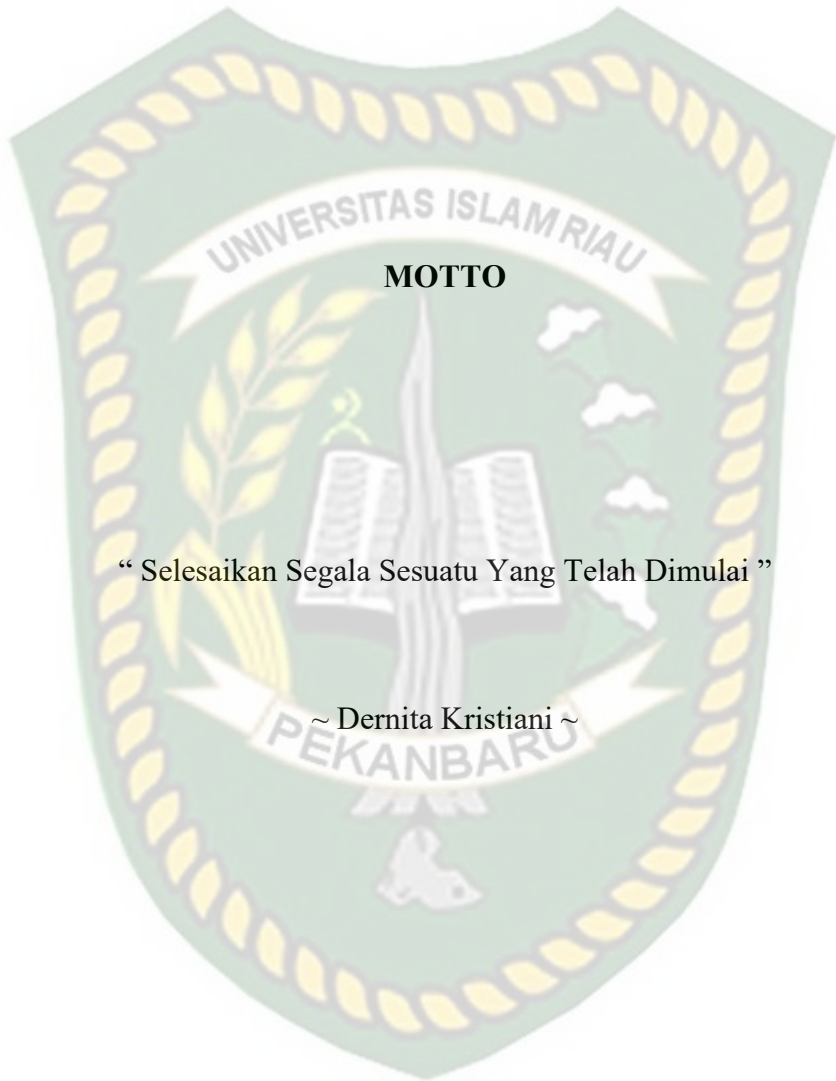 UNIVERSITAS ISLAM RIAU
MOTTO
“ Selesaikan Segala Sesuatu Yang Telah Dimulai ”
~ Dernita Kristiani ~
PEKANBARU